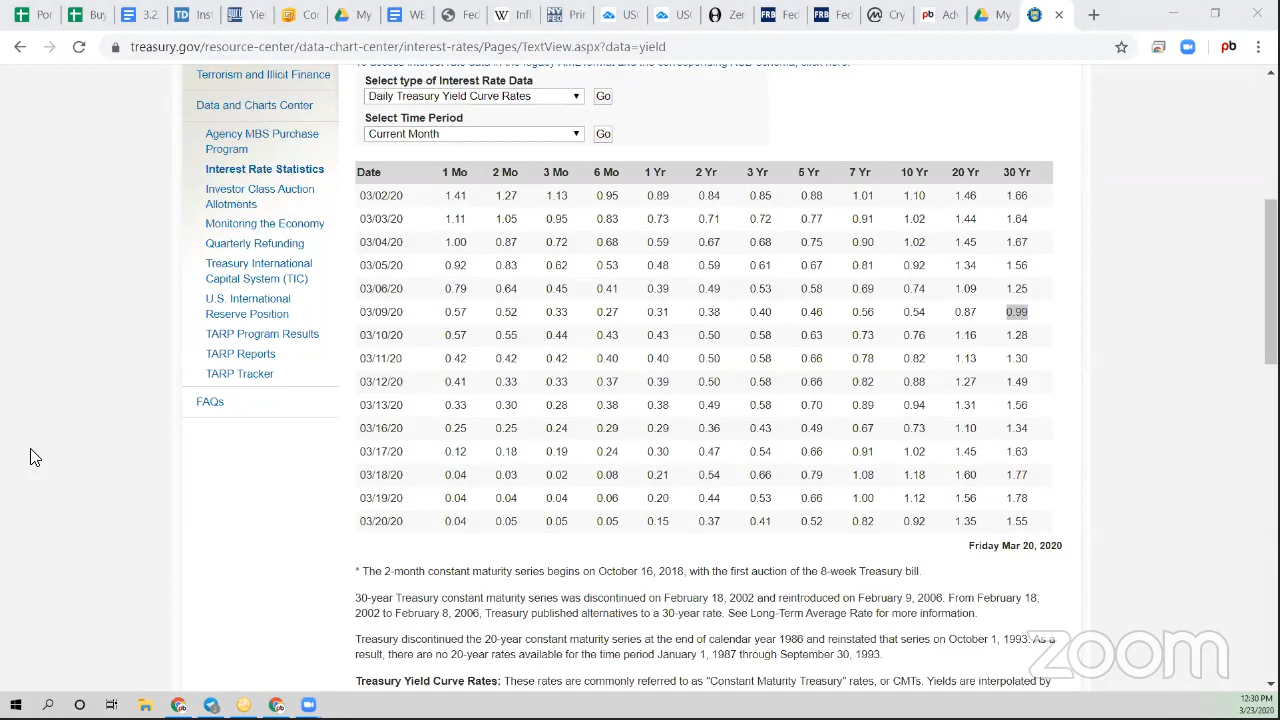 Por
Buy
3.2
Inst
Yiel
Cor
My
WE
Fed
Infl
Prin
USC
USC
Zer
Fed
Fed
Cry
Adv
My
treasury.gov/resource-center/data-chart-center/interest-rates/Pages/TextView.aspx?data=yield
Terrorism and Illicit Finance
Data and Charts Center
Agency MBS Purchase
Program
Interest Rate Statistics
Investor Class Auction
Allotments
Monitoring the Economy
Quarterly Refunding
Treasury International
Capital System (TIC)
U.S. International
Reserve Position
TARP Program Results
TARP Reports
TARP Tracker
FAQs
Select type of Interest Rate Data
Daily Treasury Yield Curve Rates Go
Select Time Period
Current Month Go
Date 1 Mo 2 Mo 3 Mo 6 Mo 1 Yr 2 Yr 3 Yr 5 Yr 7 Yr 10 Yr 20 Yr 30 Yr
03/02/20 1.41 1.27 1.13 0.95 0.89 0.84 0.85 0.88 1.01 1.10 1.46 1.66
03/03/20 1.11 1.05 0.95 0.83 0.73 0.71 0.72 0.77 0.91 1.02 1.44 1.64
03/04/20 1.00 0.87 0.72 0.68 0.59 0.67 0.68 0.75 0.90 1.02 1.45 1.67
03/05/20 0.92 0.83 0.62 0.53 0.48 0.59 0.61 0.67 0.81 0.92 1.34 1.56
03/06/20 0.79 0.64 0.45 0.41 0.39 0.49 0.53 0.58 0.69 0.74 1.09 1.25
03/09/20 0.57 0.52 0.33 0.27 0.31 0.38 0.40 0.46 0.56 0.54 0.87 0.99
03/10/20 0.57 0.55 0.44 0.43 0.43 0.50 0.58 0.63 0.73 0.76 1.16 1.28
03/11/20 0.42 0.42 0.42 0.40 0.40 0.50 0.58 0.66 0.78 0.82 1.13 1.30
03/12/20 0.41 0.33 0.33 0.37 0.39 0.50 0.58 0.66 0.82 0.88 1.27 1.49
03/13/20 0.33 0.30 0.28 0.38 0.38 0.49 0.58 0.70 0.89 0.94 1.31 1.56
03/16/20 0.25 0.25 0.24 0.29 0.29 0.36 0.43 0.49 0.67 0.73 1.10 1.34
03/17/20 0.12 0.18 0.19 0.24 0.30 0.47 0.54 0.66 0.91 1.02 1.45 1.63
03/18/20 0.04 0.03 0.02 0.08 0.21 0.54 0.66 0.79 1.08 1.18 1.60 1.77
03/19/20 0.04 0.04 0.04 0.06 0.20 0.44 0.53 0.66 1.00 1.12 1.56 1.78
03/20/20 0.04 0.05 0.05 0.05 0.15 0.37 0.41 0.52 0.82 0.92 1.35 1.55
Friday Mar 20, 2020
* The 2-month constant maturity series begins on October 16, 2018, with the first auction of the 8-week Treasury bill.
30-year Treasury constant maturity series was discontinued on February 18, 2002 and reintroduced on February 9, 2006. From February 18,
2002 to February 8, 2006, Treasury published alternatives to a 30-year rate. See Long-Term Average Rate for more information.
Treasury discontinued the 20-year constant maturity series at the end of calendar year 1986 and reinstated that series on October 1, 1993. As a
result, there are no 20-year rates available for the time period January 1, 1987 through September 30, 1993.
Treasury Yield Curve Rates: These rates are commonly referred to as "Constant Maturity Treasury" rates, or CMTs. Yields are interpolated by
zoom
12:30 PM
3/23/2020